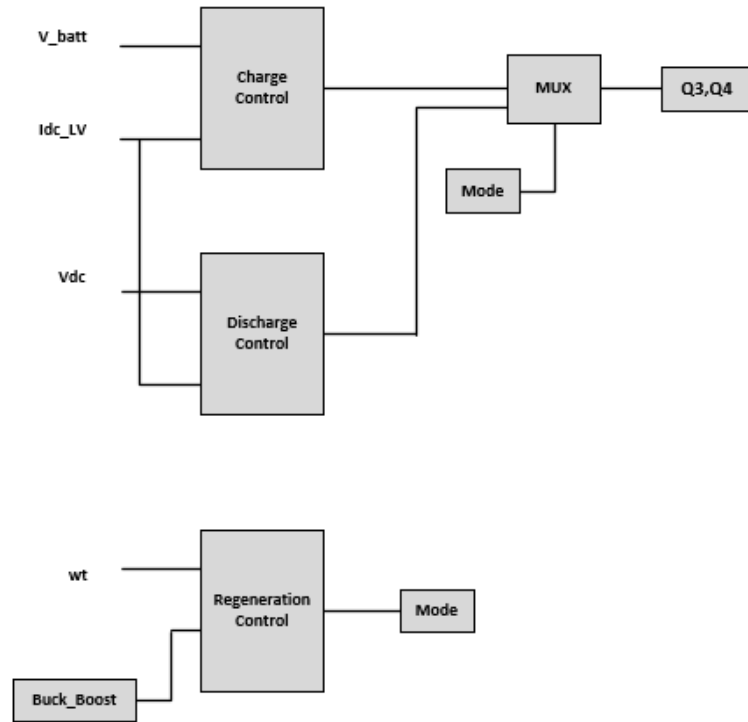 V_batt
Charge
Control
MUX
Q3,Q4
Idc_LV
Mode
Vdc
Discharge
Control
wt
Regeneration
Control
Mode
Buck_Boost